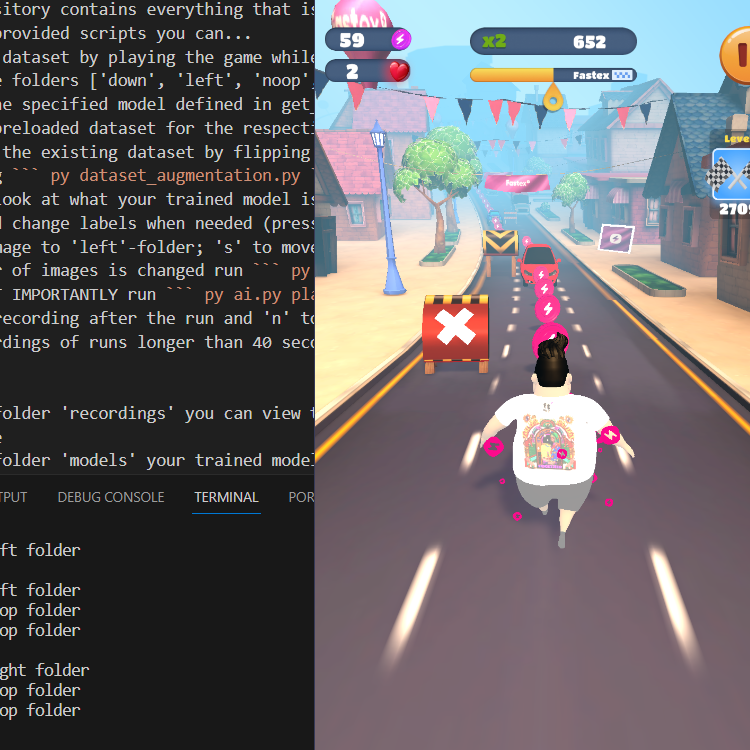 sitory contains everything that is
provided scripts you can...
dataset by playing the game while
e folders ['down', 'left', 'noop',
he specified model defined in get_
preloaded dataset for the respecti
the existing dataset by flipping
g ``` py dataset_augmentation.py
look at what your trained model is
d change labels when needed (press
mage to 'left'-folder; 's' to move
r of images is changed run ``` py
T IMPORTANTLY run ``` py ai.py pla
recording after the run and 'n' to
rdings of runs longer than 40 seco
folder 'recordings' you can view t
e
folder 'models' your trained model
TPUT DEBUG CONSOLE TERMINAL POR
ft folder
ft folder
op folder
op folder
ght folder
op folder
op folder
59
2
x2 652
Fastex
Leve
270
Fastex